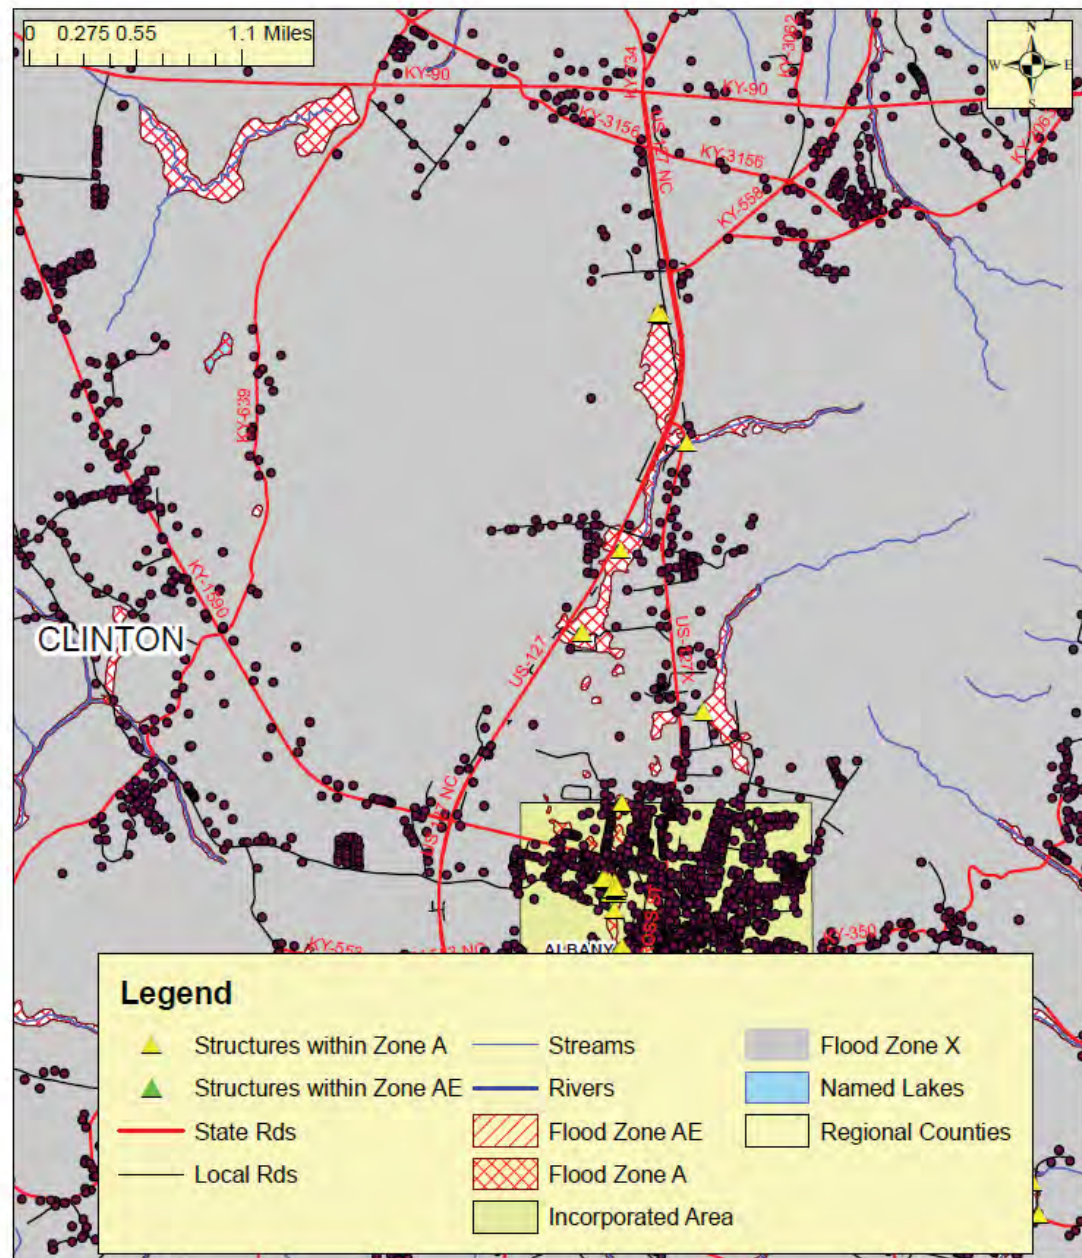 0 0.275 0.55 1.1 Miles
N
W E
S
KY-734
KY-3062
KY-90
KY-90
KY-3156
US-127 NC
KY-3156
KY-3063
KY-558
KY-639
KY-1590
CLINTON
US-127
US-127X
US-127 NC
ALBANY
KY-350
KY-553
Legend
Structures within Zone A
Structures within Zone AE
State Rds
Local Rds
Streams
Rivers
Flood Zone AE
Flood Zone A
Incorporated Area
Flood Zone X
Named Lakes
Regional Counties